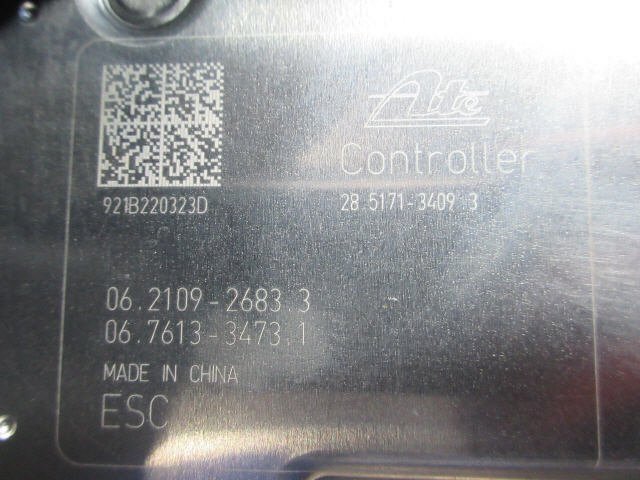 Ate
Controller
921B220323D
28.5171-3409.3
06.2109-2683.3
06.7613-3473.1
MADE IN CHINA
ESC